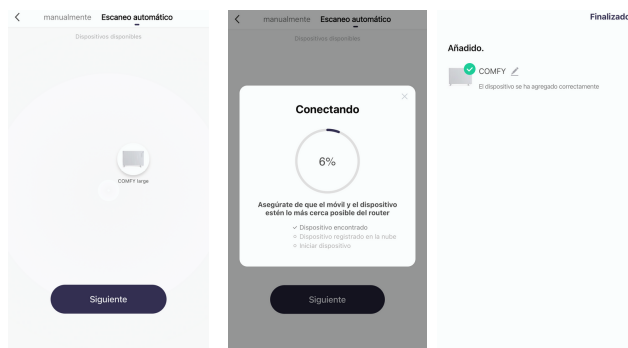 manualmente Escaneo automático
Dispositivos disponibles
COMFY large
Siguiente
manualmente Escaneo automático
Dispositivos disponibles
Conectando
6%
Asegúrate de que el móvil y el dispositivo
estén lo más cerca posible del router
Dispositivo encontrado
Dispositivo registrado en la nube
Iniciar dispositivo
Siguiente
Finalizado
Añadido.
COMFY
El dispositivo se ha agregado correctamente